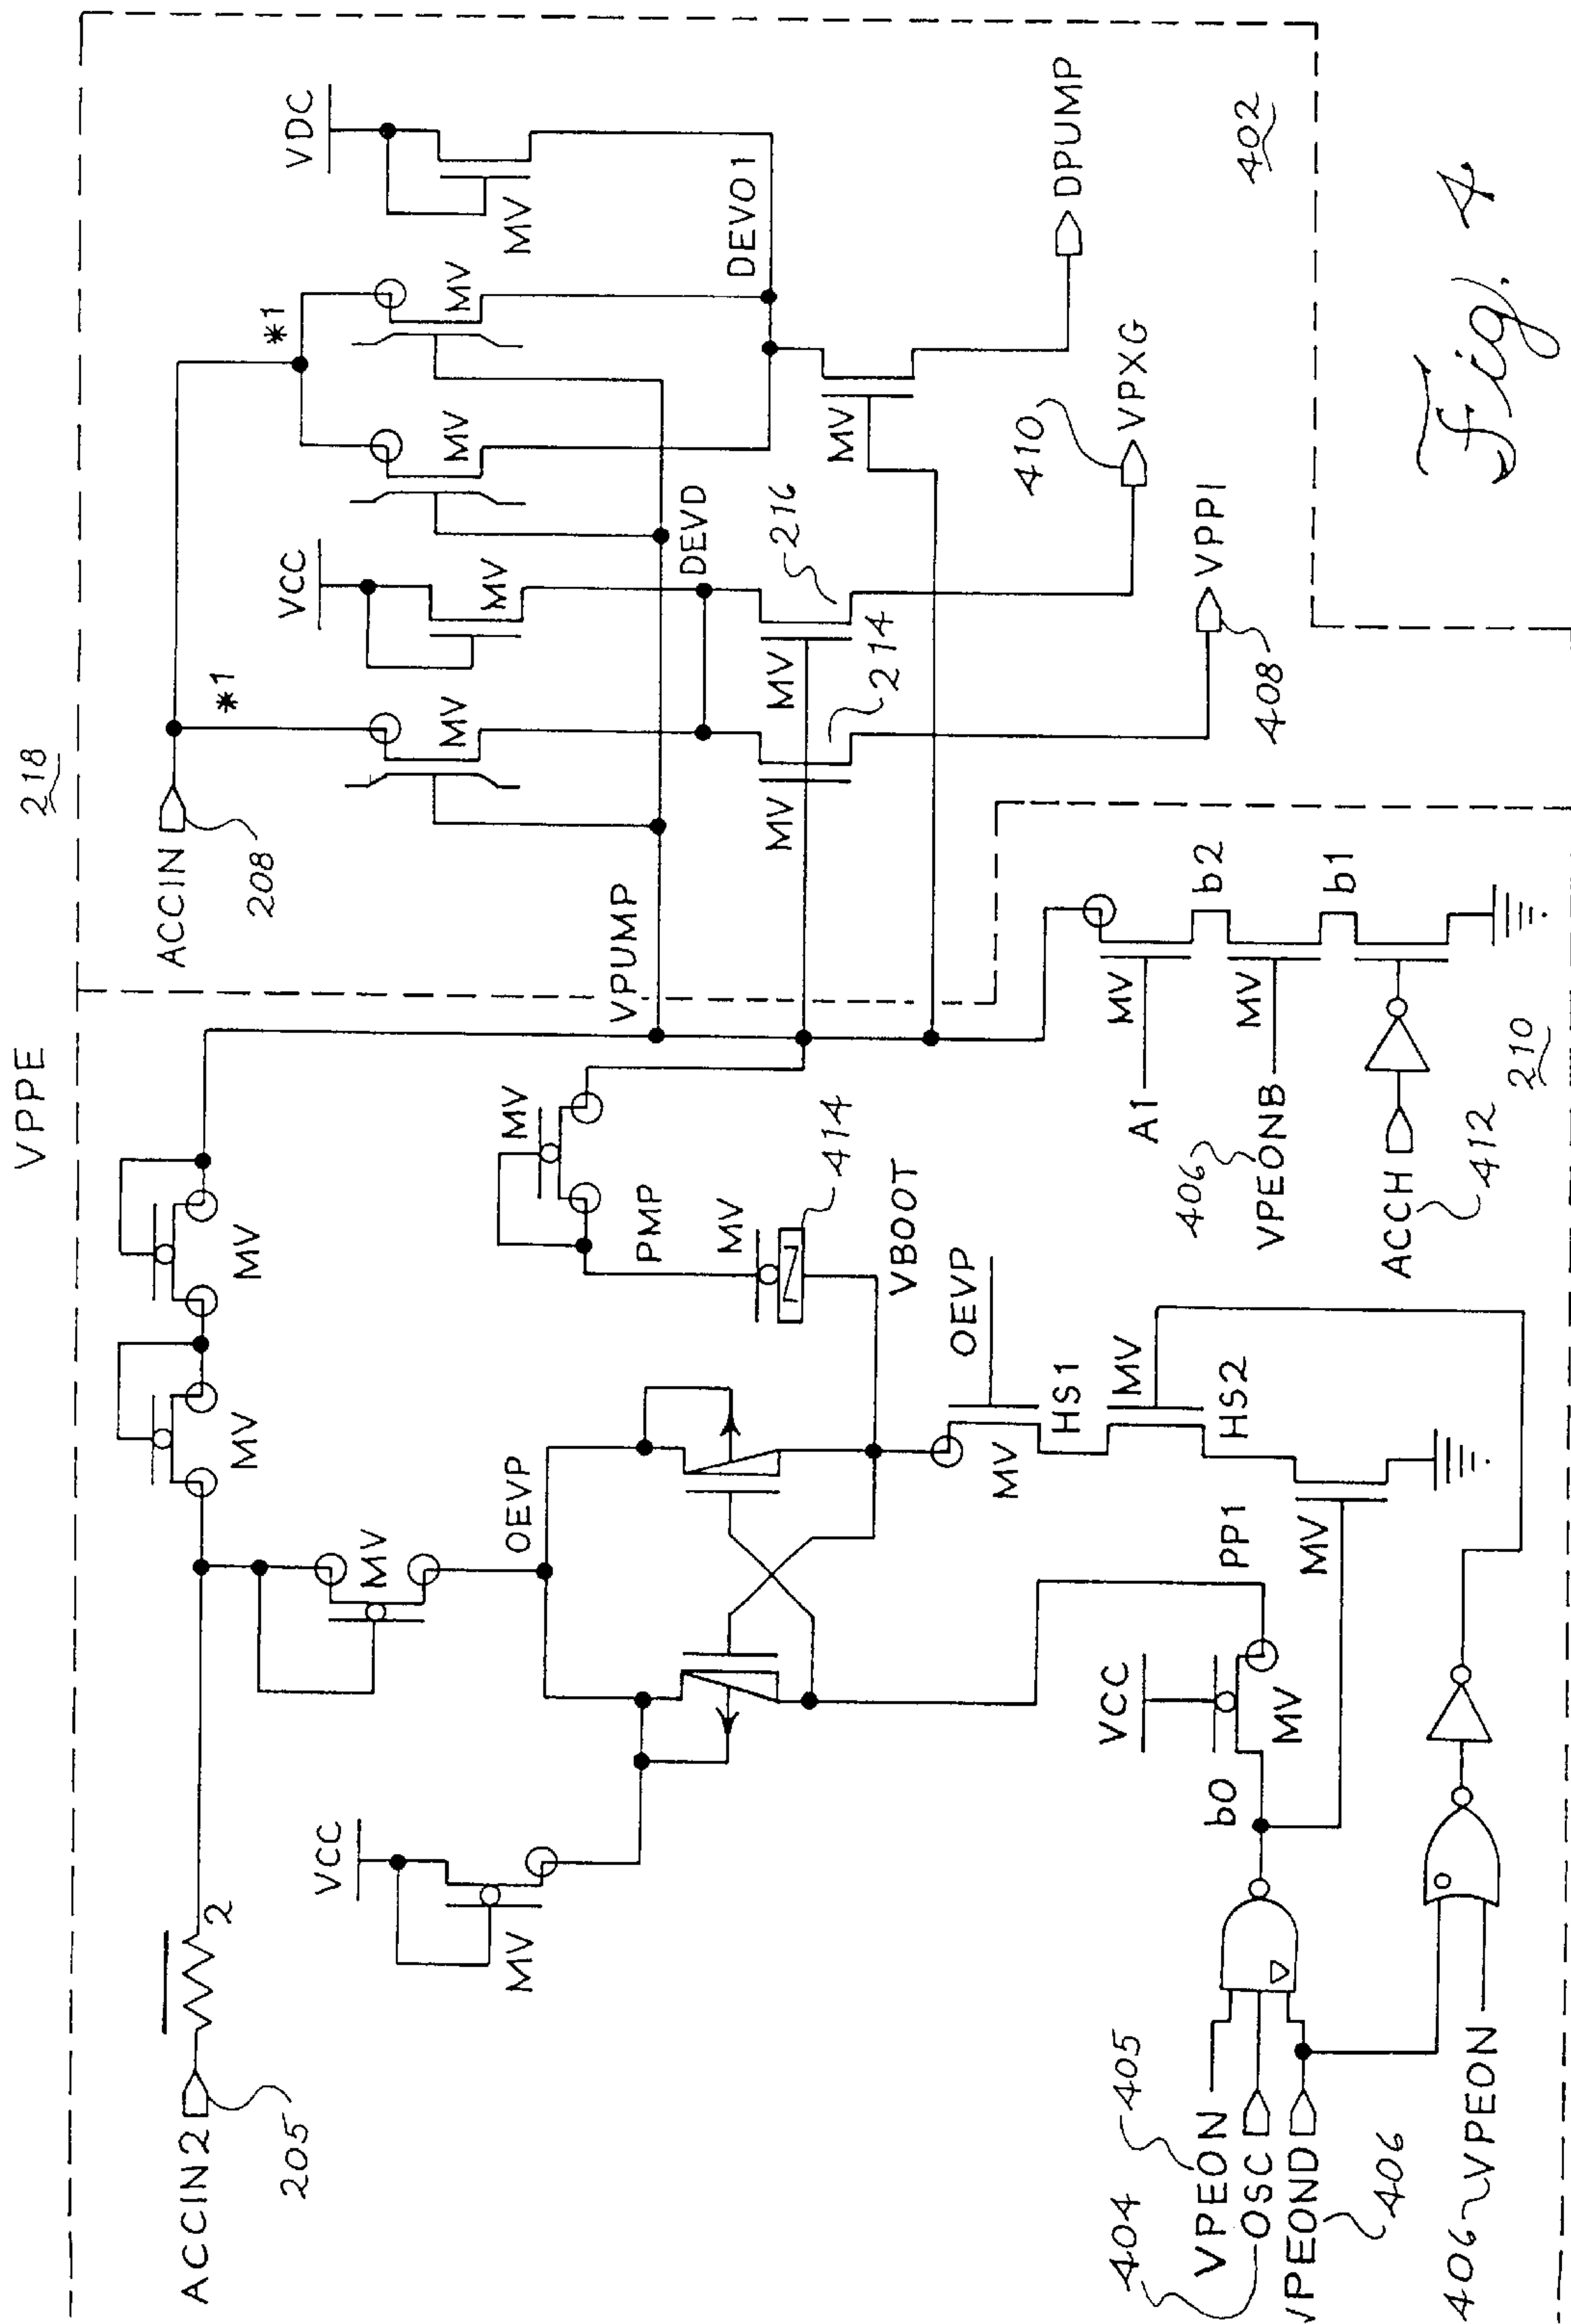 VPPE
218
ACCIN2
205
2
MV
MV
VCC
MV
MV
OEVP
MV
PMP
MV
414
VBOOT
VPUMP
OEVP
HS1
MV
MV
HS2
MV
PP1
VCC
MV
b0
404
405
VPEON
OSC
VPEOND
406
406
VPEON
A1
MV
b2
406
VPEONB
MV
b1
ACCH
412
210
ACCIN
208
*1
*1
MV
VCC
MV
MV
MV
VDC
MV
DEVD
DEVO1
MV
214
MV
216
MV
408
VPPI
410
VPXG
DPUMP
402
Fig. 4